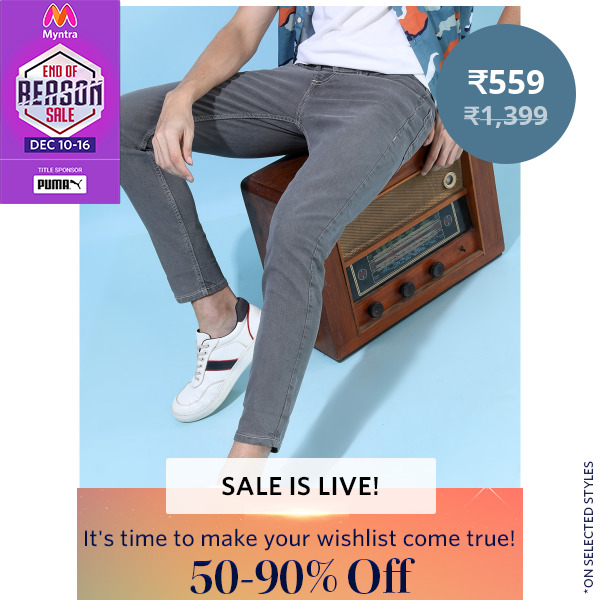 Myntra
END OF
REASON
SALE
DEC 10-16
TITLE SPONSOR
PUMA
₹559
₹1,399
SALE IS LIVE!
It's time to make your wishlist come true!
50-90% Off
*ON SELECTED STYLES